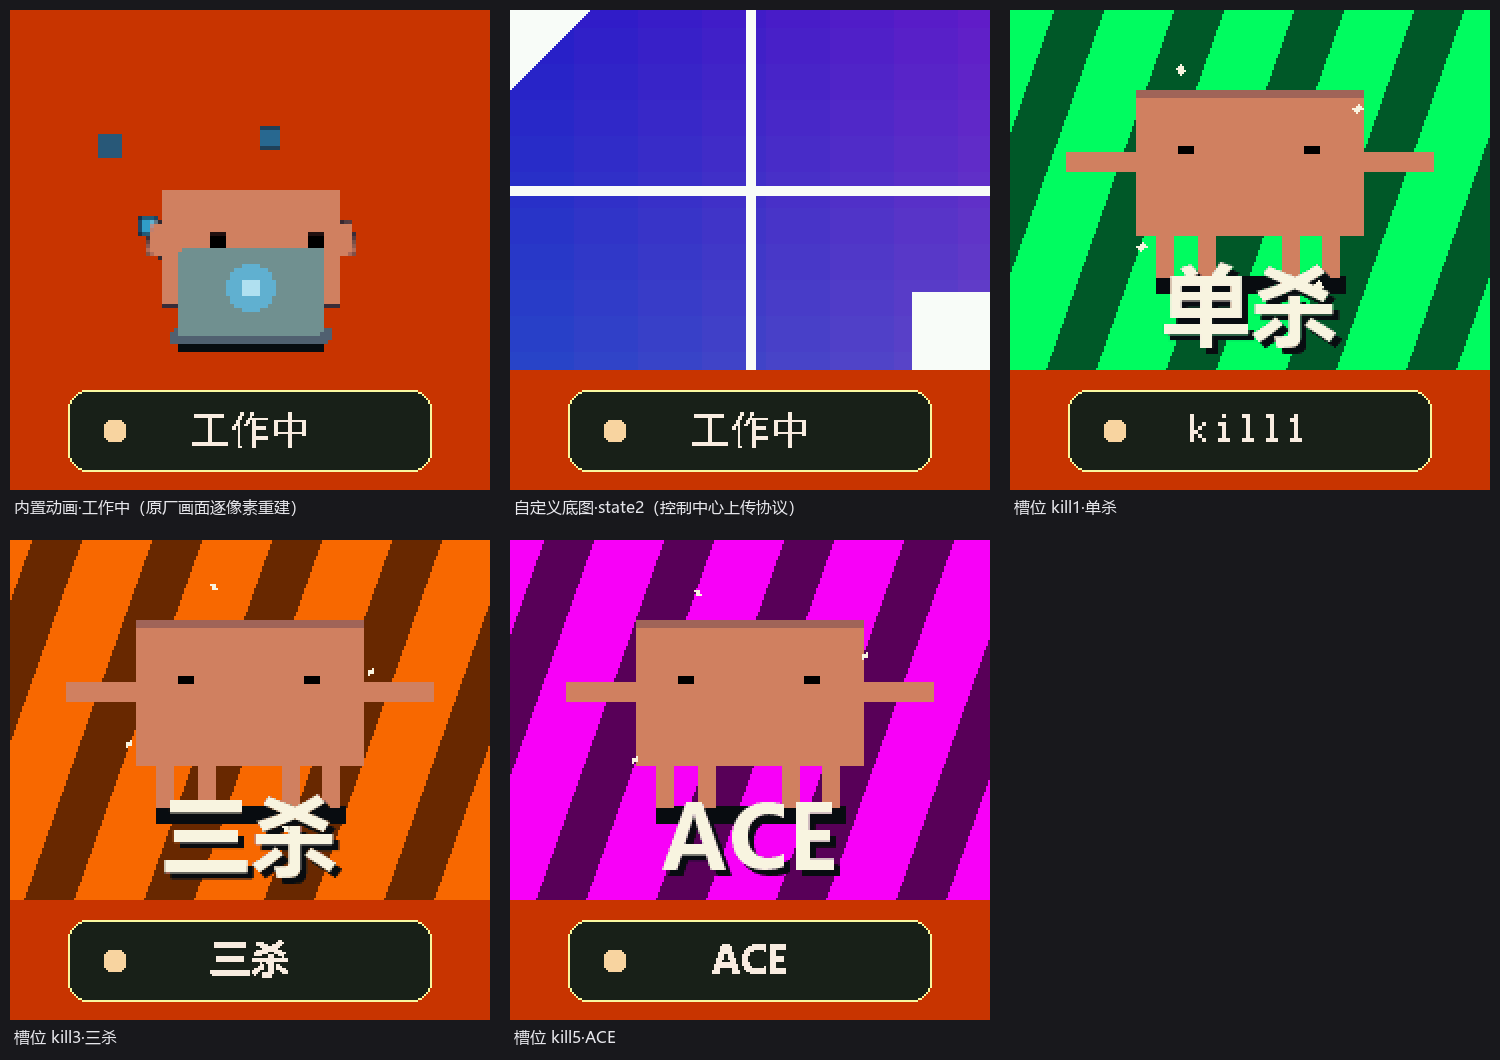 工作中
工作中
单杀
kill1
内置动画·工作中（原厂画面逐像素重建）
自定义底图·state2（控制中心上传协议）
槽位 kill1·单杀
三杀
ACE
三杀
ACE
槽位 kill3·三杀
槽位 kill5·ACE